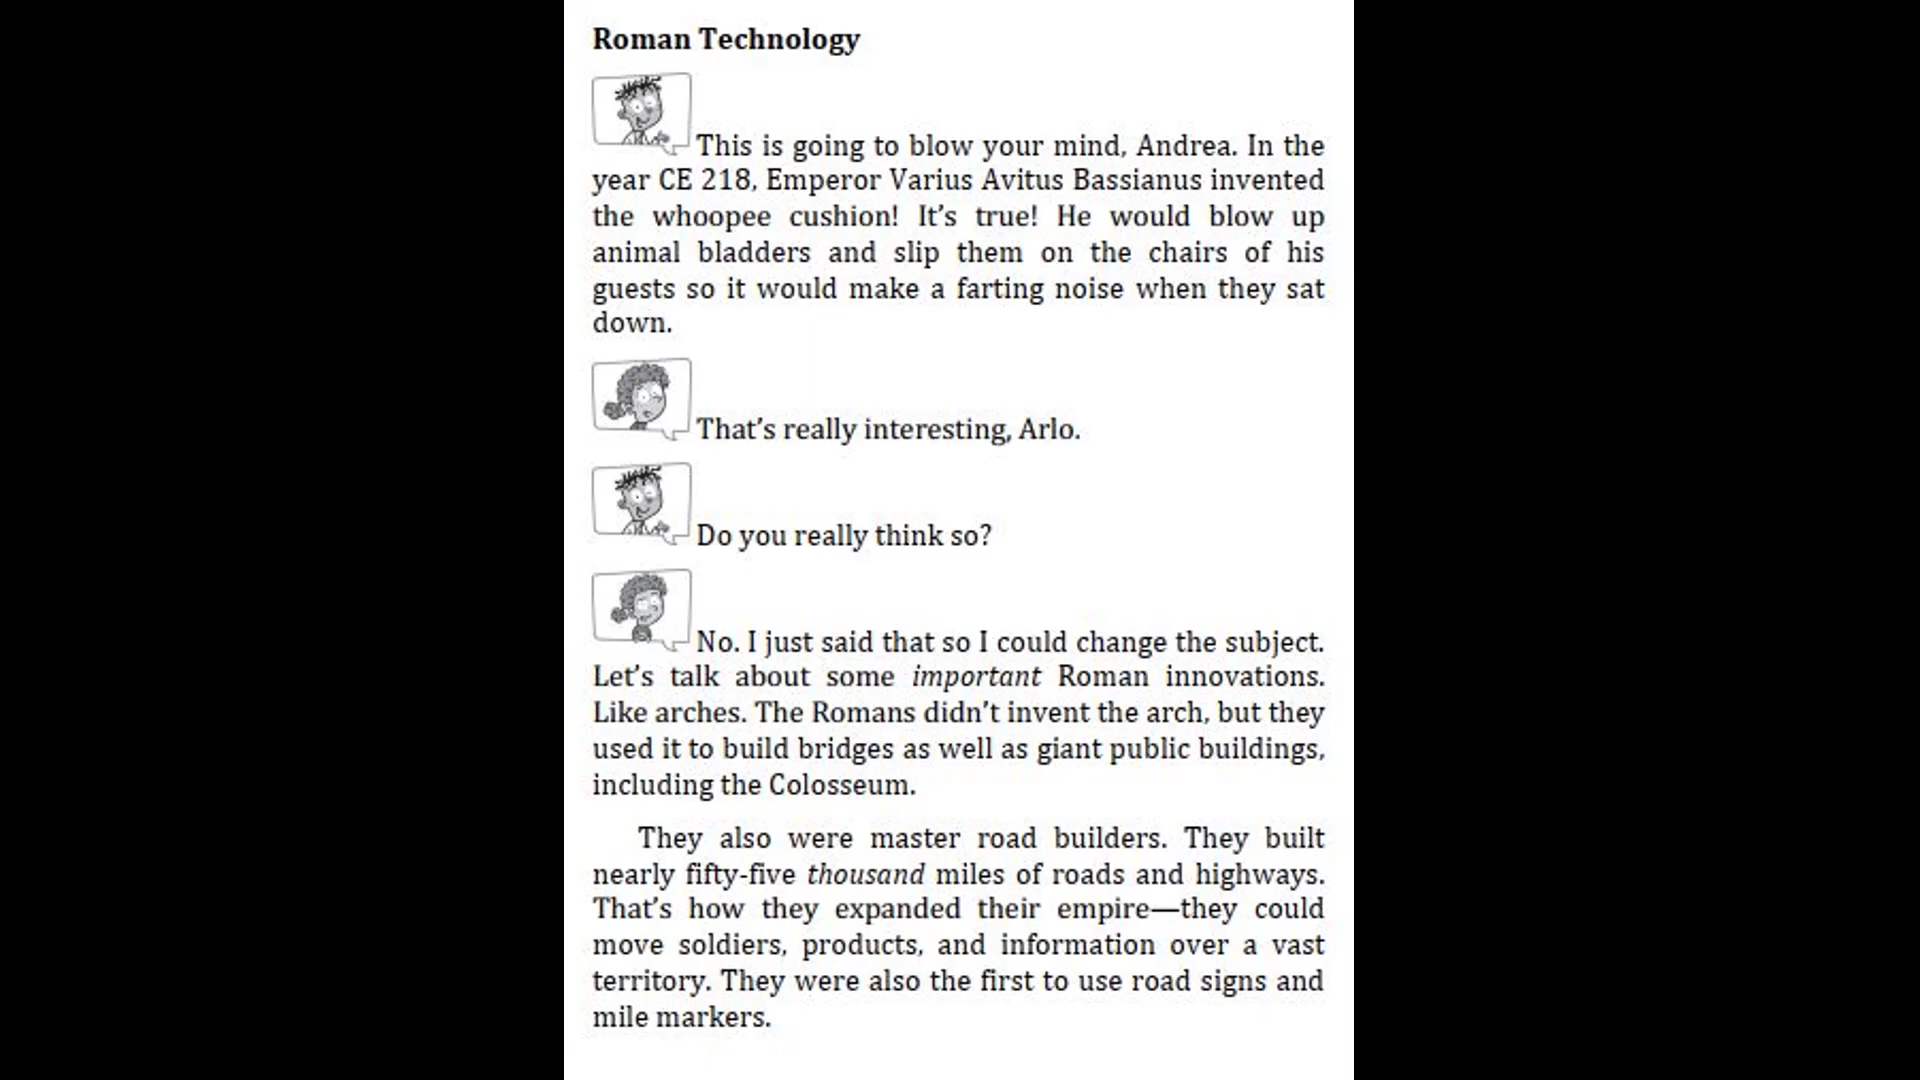 Roman Technology
This is going to blow your mind, Andrea. In the
year CE 218, Emperor Varius Avitus Bassianus invented
the whoopee cushion! It’s true! He would blow up
animal bladders and slip them on the chairs of his
guests so it would make a farting noise when they sat
down.
That’s really interesting, Arlo.
Do you really think so?
No. I just said that so I could change the subject.
Let’s talk about some important Roman innovations.
Like arches. The Romans didn’t invent the arch, but they
used it to build bridges as well as giant public buildings,
including the Colosseum.
They also were master road builders. They built
nearly fifty-five thousand miles of roads and highways.
That’s how they expanded their empire—they could
move soldiers, products, and information over a vast
territory. They were also the first to use road signs and
mile markers.